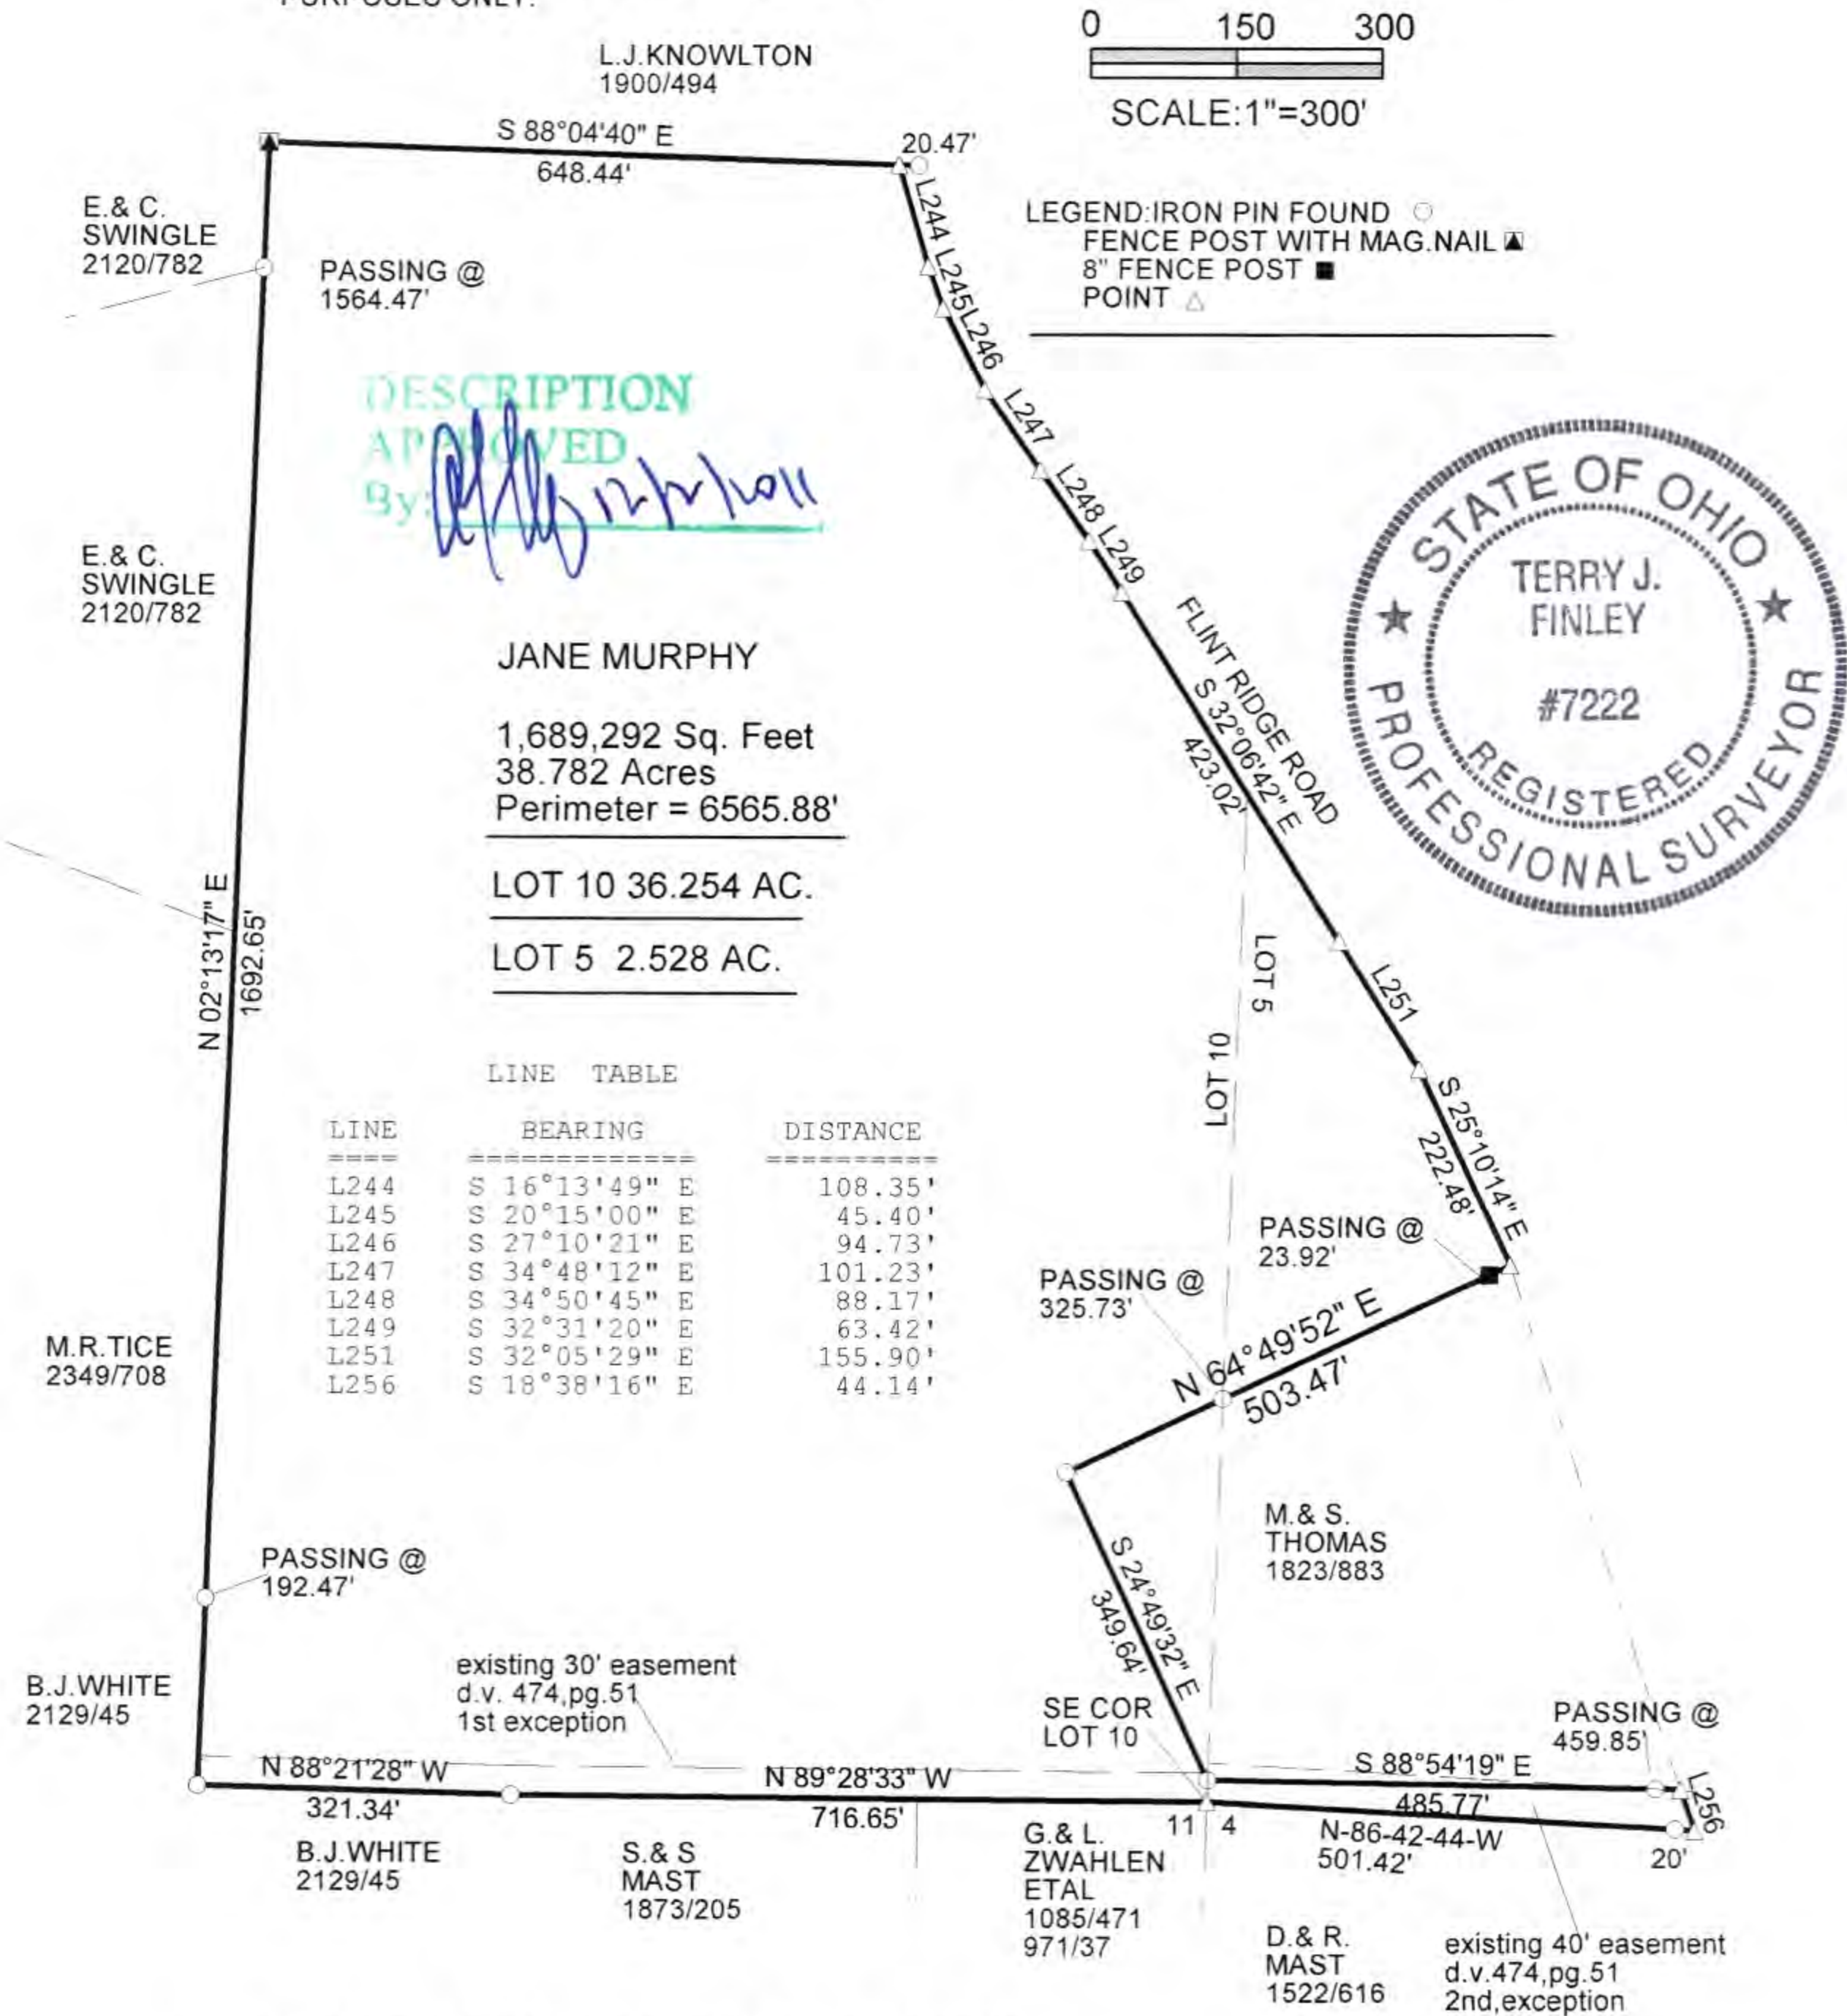 PURPOSES ONLY.
0 150 300
SCALE:1"=300'
L.J.KNOWLTON
1900/494
S 88°04'40" E
648.44'
20.47'
LEGEND:IRON PIN FOUND
FENCE POST WITH MAG.NAIL
8" FENCE POST
POINT
E.& C.
SWINGLE
2120/782
PASSING @
1564.47'
L244
L245
L246
L247
L248
L249
DESCRIPTION
APPROVED
By:
E.& C.
SWINGLE
2120/782
STATE OF OHIO
TERRY J.
FINLEY
#7222
REGISTERED
PROFESSIONAL SURVEYOR
JANE MURPHY
1,689,292 Sq. Feet
38.782 Acres
Perimeter = 6565.88'
LOT 10 36.254 AC.
LOT 5 2.528 AC.
FLINT RIDGE ROAD
S 32°06'42" E
423.02'
N 02°13'17" E
1692.65'
LOT 5
LOT 10
L251
S 25°10'14" E
222.48'
LINE TABLE
LINE BEARING DISTANCE
==== ============= ==========
L244 S 16°13'49" E 108.35'
L245 S 20°15'00" E 45.40'
L246 S 27°10'21" E 94.73'
L247 S 34°48'12" E 101.23'
L248 S 34°50'45" E 88.17'
L249 S 32°31'20" E 63.42'
L251 S 32°05'29" E 155.90'
L256 S 18°38'16" E 44.14'
PASSING @
23.92'
PASSING @
325.73'
N 64°49'52" E
503.47'
M.R.TICE
2349/708
M.& S.
THOMAS
1823/883
S 24°49'32" E
349.64'
PASSING @
192.47'
B.J.WHITE
2129/45
existing 30' easement
d.v. 474,pg.51
1st exception
SE COR
LOT 10
PASSING @
459.85'
N 88°21'28" W
321.34'
N 89°28'33" W
716.65'
S 88°54'19" E
485.77'
L256
11 4
N-86-42-44-W
501.42'
20'
B.J.WHITE
2129/45
S.& S
MAST
1873/205
G.& L.
ZWAHLEN
ETAL
1085/471
971/37
D.& R.
MAST
1522/616
existing 40' easement
d.v.474,pg.51
2nd,exception